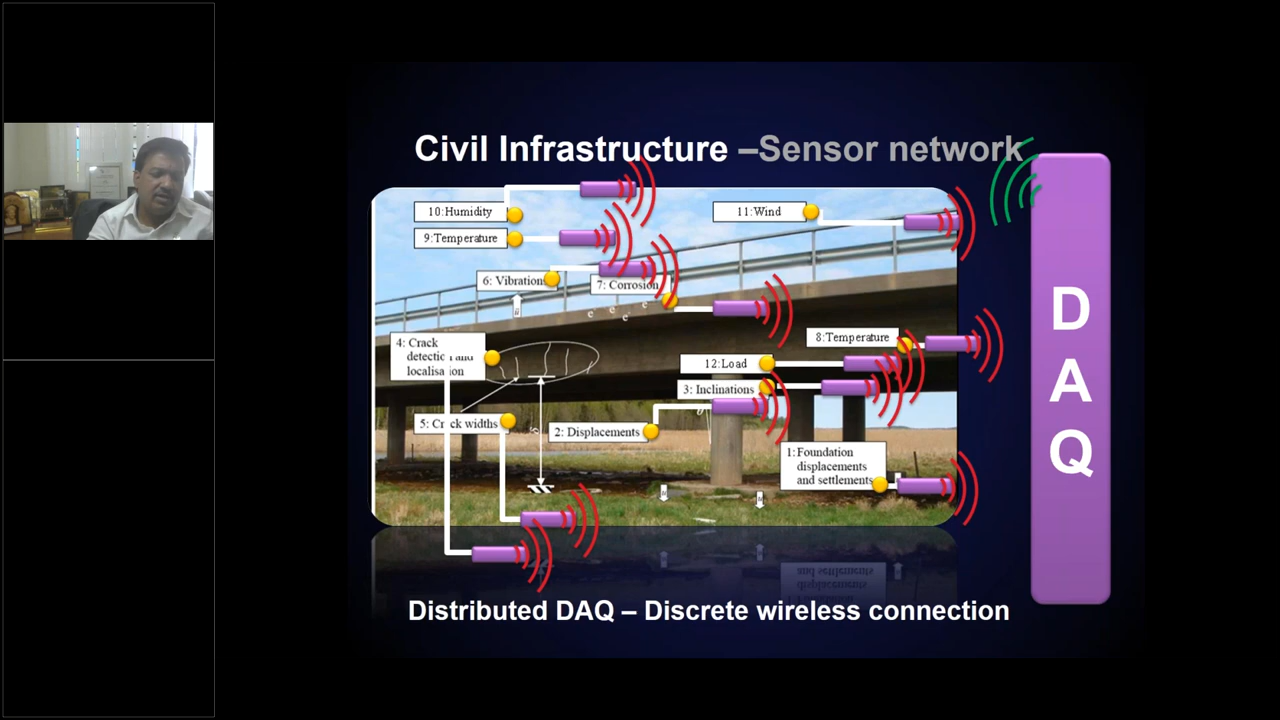 Civil Infrastructure –Sensor network
10:Humidity
11:Wind
9:Temperature
6: Vibrations
7: Corrosion
e-
e-
e-
4: Crack
detection and
localisation
8:Temperature
12:Load
3: Inclinations
5: Crack widths
2: Displacements
1:Foundation
displacements
and settlements
D
A
Q
Distributed DAQ – Discrete wireless connection